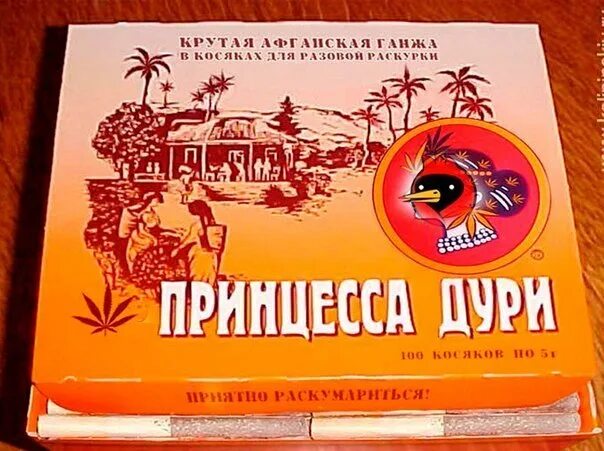 КРУТАЯ АФГАНСКАЯ ГАНЖА
В КОСЯКАХ ДЛЯ РАЗОВОЙ РАСКУРКИ
ПРИНЦЕССА ДУРИ
100 КОСЯКОВ ПО 5г
ПРИЯТНО РАСКУМАРИТЬСЯ!